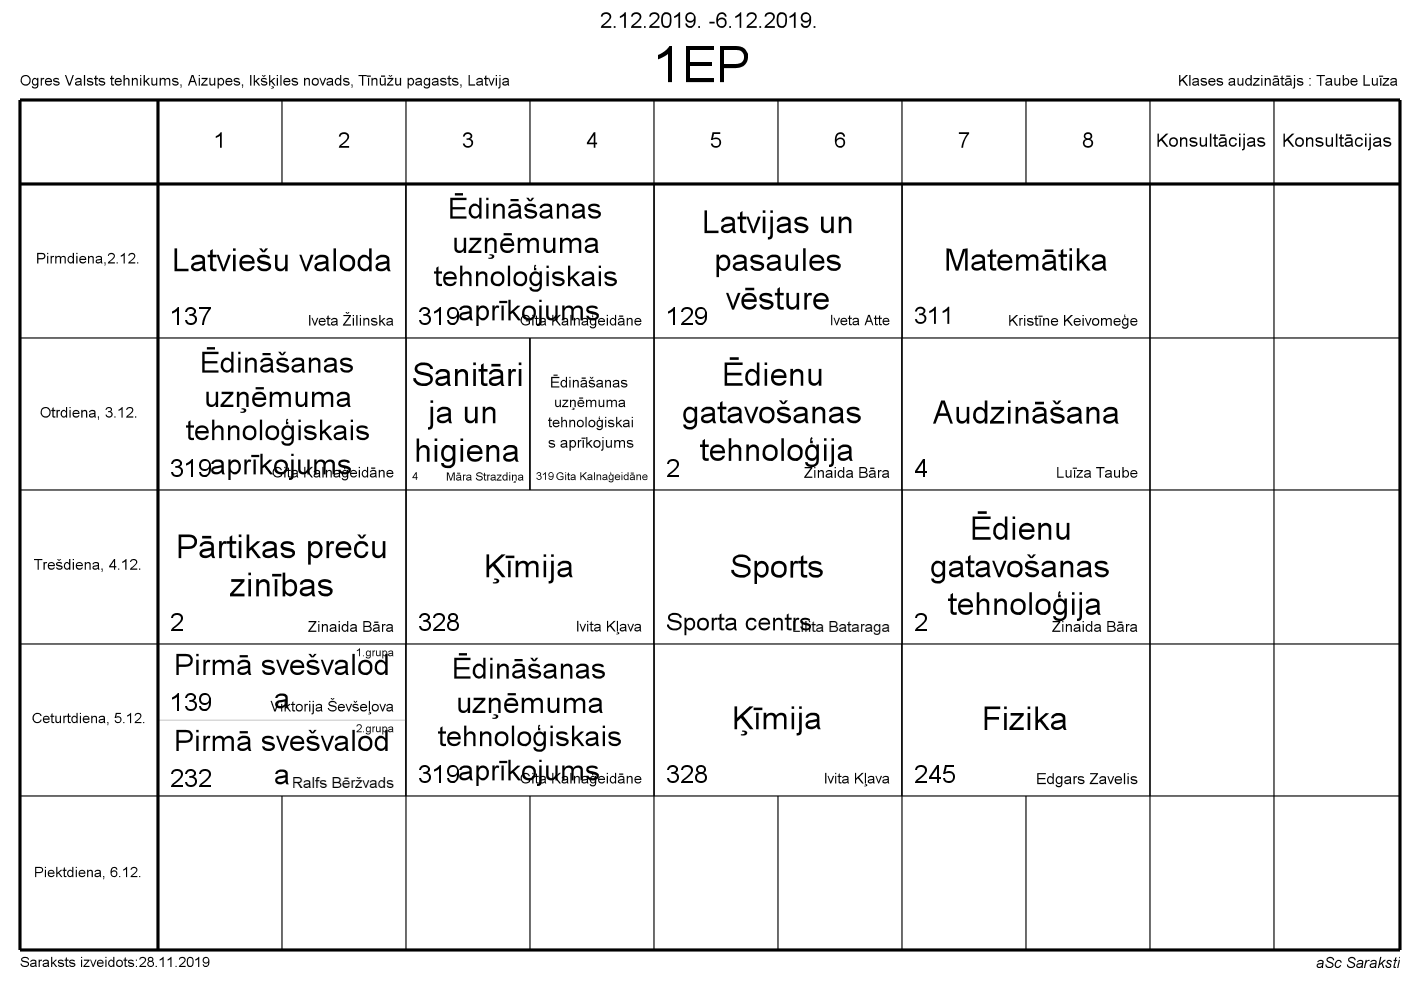 2.12.2019. -6.12.2019.
1EP
Ogres Valsts tehnikums, Aizupes, Ikšķiles novads, Tīnūžu pagasts, Latvija
Klases audzinātājs : Taube Luīza
1
2
3
4
5
6
7
8
Konsultācijas
Konsultācijas
Pirmdiena,2.12.
Latviešu valoda
137
Iveta Žilinska
Ēdināšanas
uzņēmuma
tehnoloģiskais
aprīkojums
319
Gita Kalnaģeidāne
Latvijas un
pasaules
vēsture
129
Iveta Atte
Matemātika
311
Kristīne Keivomeģe
Otrdiena, 3.12.
Ēdināšanas
uzņēmuma
tehnoloģiskais
aprīkojums
319
Gita Kalnaģeidāne
Sanitāri
ja un
higiena
4
Māra Strazdiņa
Ēdināšanas
uzņēmuma
tehnoloģiskai
s aprīkojums
319
Gita Kalnaģeidāne
Ēdienu
gatavošanas
tehnoloģija
2
Zinaida Bāra
Audzināšana
4
Luīza Taube
Trešdiena, 4.12.
Pārtikas preču
zinības
2
Zinaida Bāra
Ķīmija
328
Ivita Kļava
Sports
Sporta centrs
Bataraga
Ēdienu
gatavošanas
tehnoloģija
2
Zinaida Bāra
Ceturtdiena, 5.12.
1.grupa
Pirmā svešvalod
a
139
Viktorija Ševšeļova
2.grupa
Pirmā svešvalod
a
232
Ralfs Bēržvads
Ēdināšanas
uzņēmuma
tehnoloģiskais
aprīkojums
319
Gita Kalnaģeidāne
Ķīmija
328
Ivita Kļava
Fizika
245
Edgars Zavelis
Piektdiena, 6.12.
Saraksts izveidots:28.11.2019
aSc Saraksti